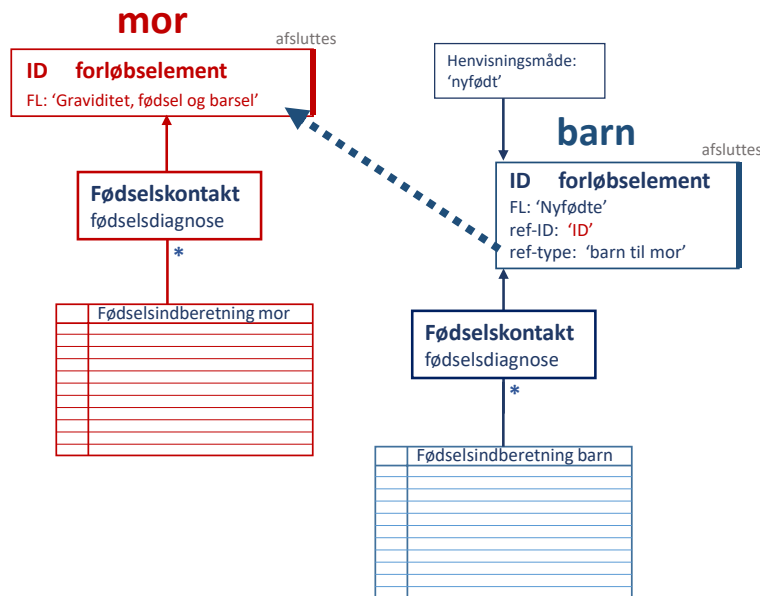 mor
afsluttes
ID forløbselement
FL: ‘Graviditet, fødsel og barsel’
Fødselskontakt
fødselsdiagnose
*
Fødselsindberetning mor
Henvisningsmåde:
‘nyfødt’
barn
afsluttes
ID forløbselement
FL: ‘Nyfødte’
ref-ID: ‘ID’
ref-type: ‘barn til mor’
Fødselskontakt
fødselsdiagnose
*
Fødselsindberetning barn